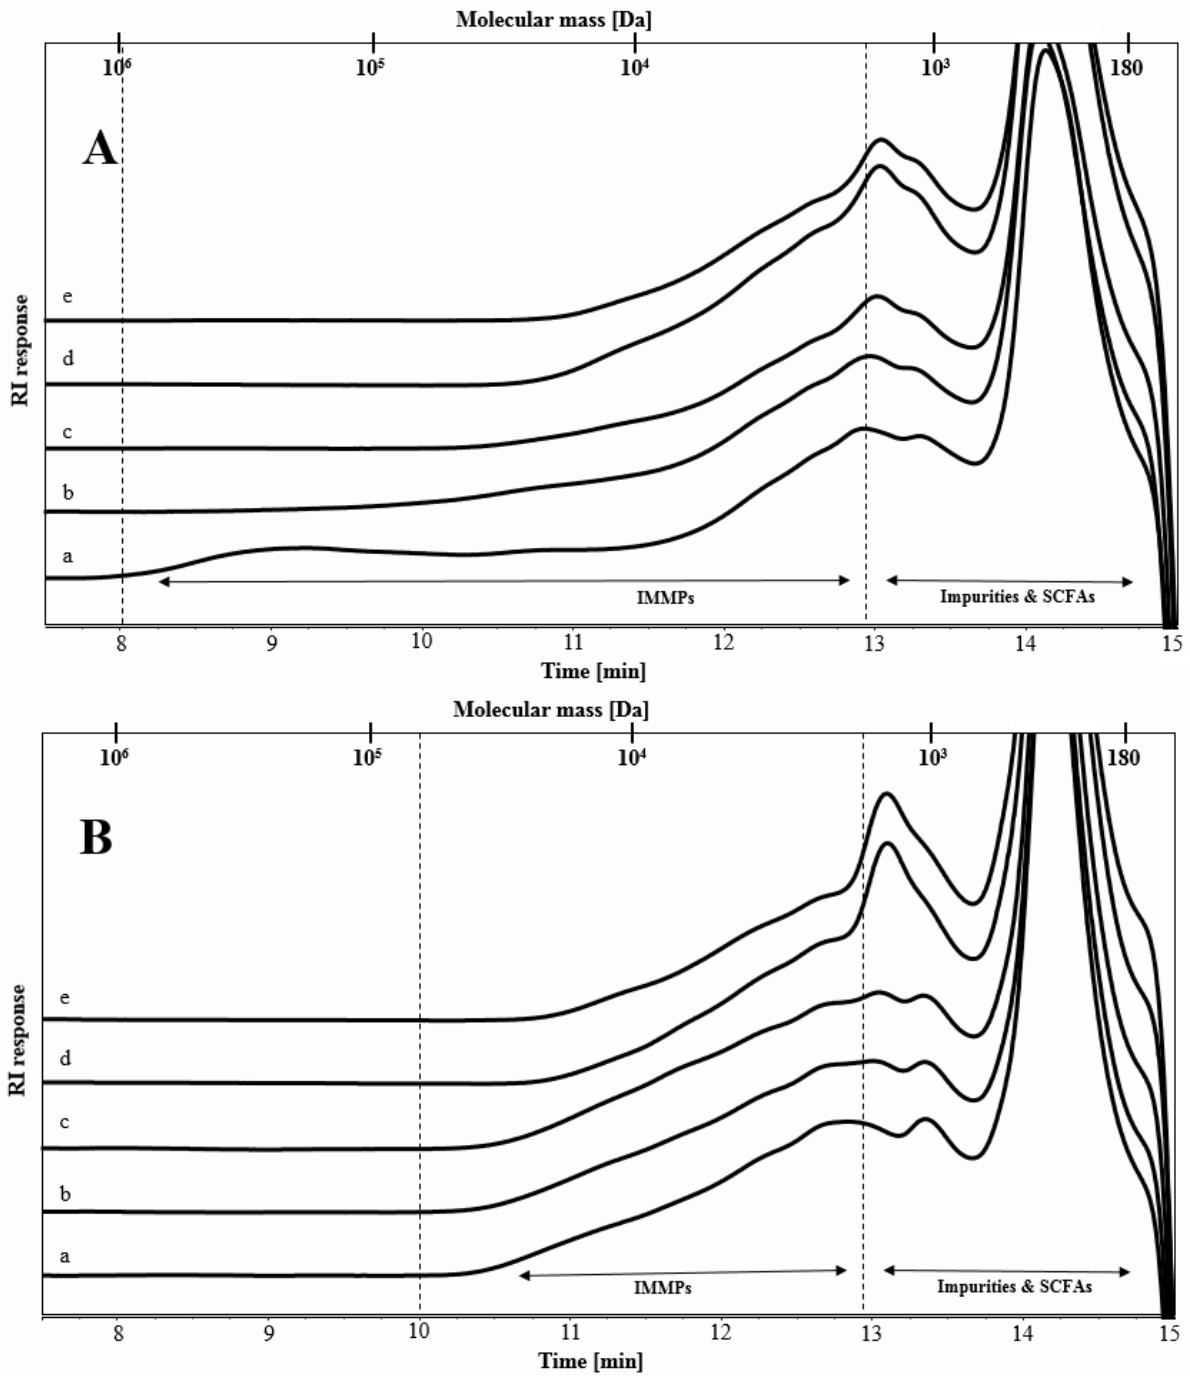 Molecular mass [Da]
10⁶ 10⁵ 10⁴ 10³ 180
A
RI response
e
d
c
b
a
IMMPs
Impurities & SCFAs
8 9 10 11 12 13 14 15
Time [min]
Molecular mass [Da]
10⁶ 10⁵ 10⁴ 10³ 180
B
RI response
e
d
c
b
a
IMMPs
Impurities & SCFAs
8 9 10 11 12 13 14 15
Time [min]